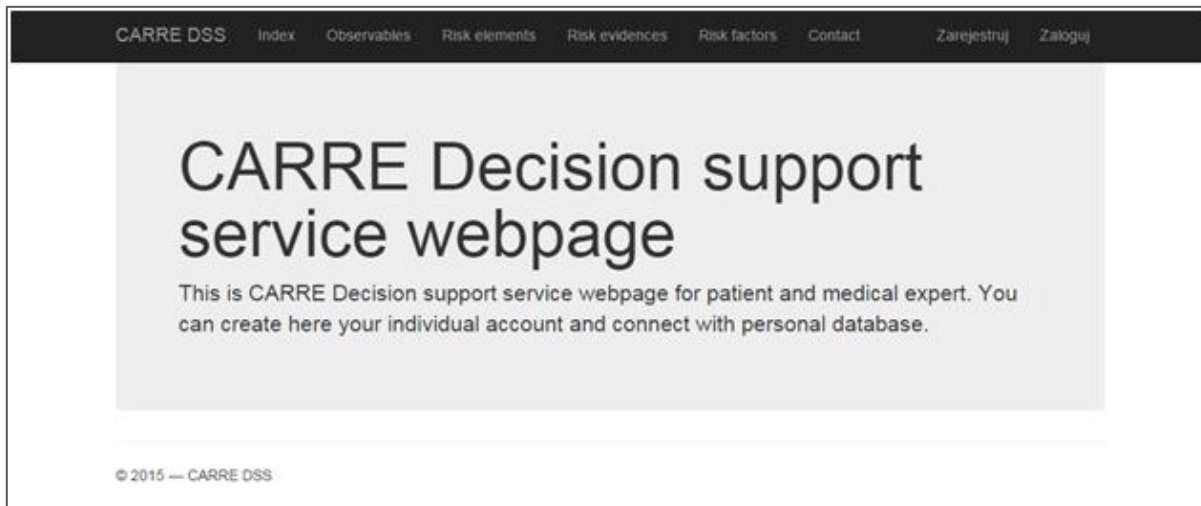 CARRE DSS Index Observables Risk elements Risk evidences Risk factors Contact Zarejestruj Zaloguj
CARRE Decision support
service webpage
This is CARRE Decision support service webpage for patient and medical expert. You
can create here your individual account and connect with personal database.
© 2015 — CARRE DSS